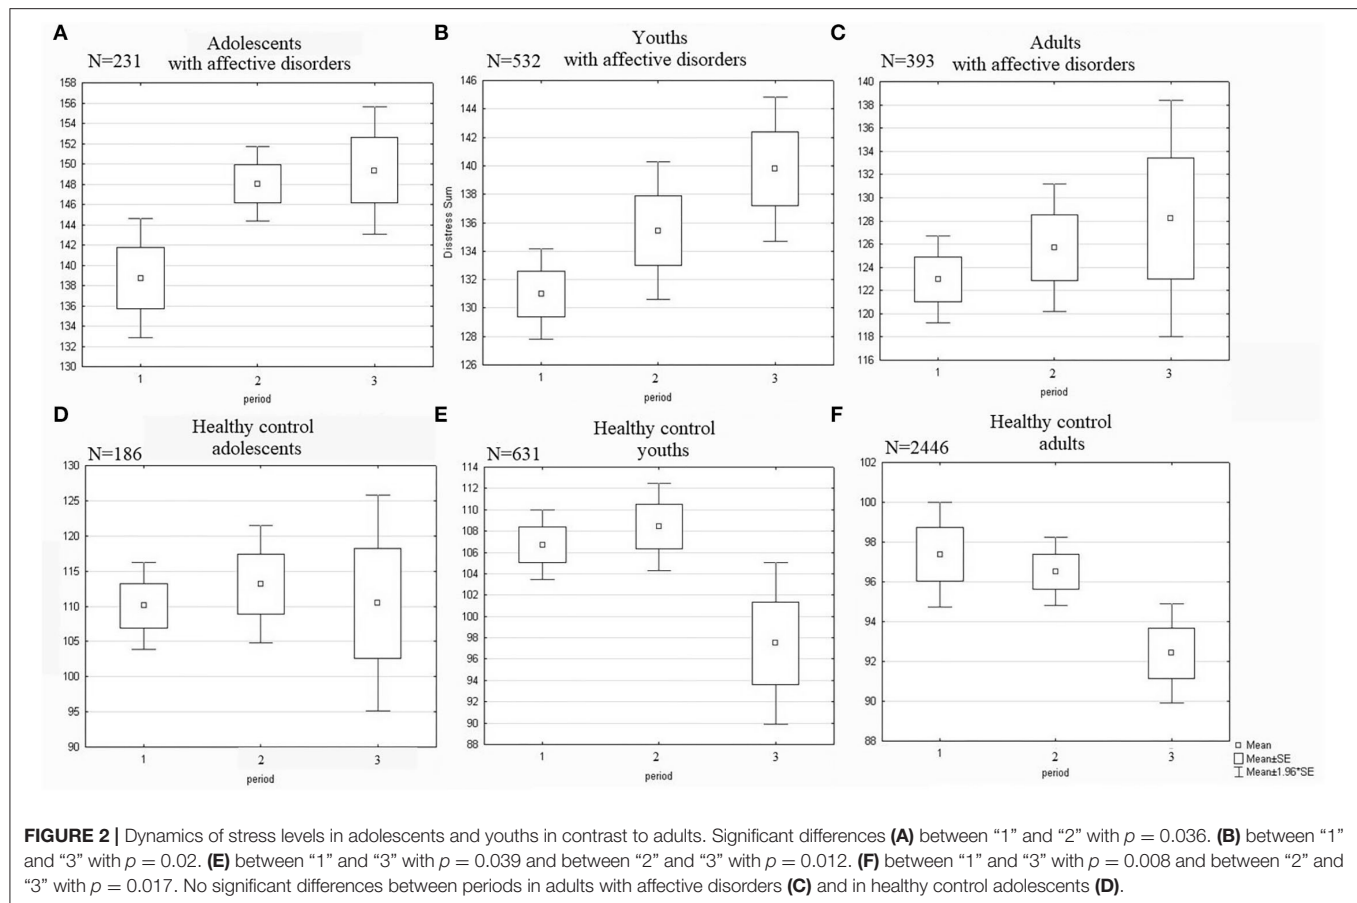 A
Adolescents
with affective disorders
N=231
158
156
154
152
150
148
146
144
142
140
138
136
134
132
130
1
2
3
period
B
Youths
with affective disorders
N=532
Disstress Sum
146
144
142
140
138
136
134
132
130
128
126
1
2
3
period
C
Adults
with affective disorders
N=393
140
138
136
134
132
130
128
126
124
122
120
118
116
1
2
3
period
D
Healthy control
adolescents
N=186
130
125
120
115
110
105
100
95
90
1
2
3
period
E
Healthy control
youths
N=631
114
112
110
108
106
104
102
100
98
96
94
92
90
88
1
2
3
period
F
Healthy control
adults
N=2446
102
100
98
96
94
92
90
88
1
2
3
period
Mean
Mean±SE
Mean±1.96*SE
FIGURE 2 | Dynamics of stress levels in adolescents and youths in contrast to adults. Significant differences (A) between “1” and “2” with p = 0.036. (B) between “1”
and “3” with p = 0.02. (E) between “1” and “3” with p = 0.039 and between “2” and “3” with p = 0.012. (F) between “1” and “3” with p = 0.008 and between “2” and
“3” with p = 0.017. No significant differences between periods in adults with affective disorders (C) and in healthy control adolescents (D).